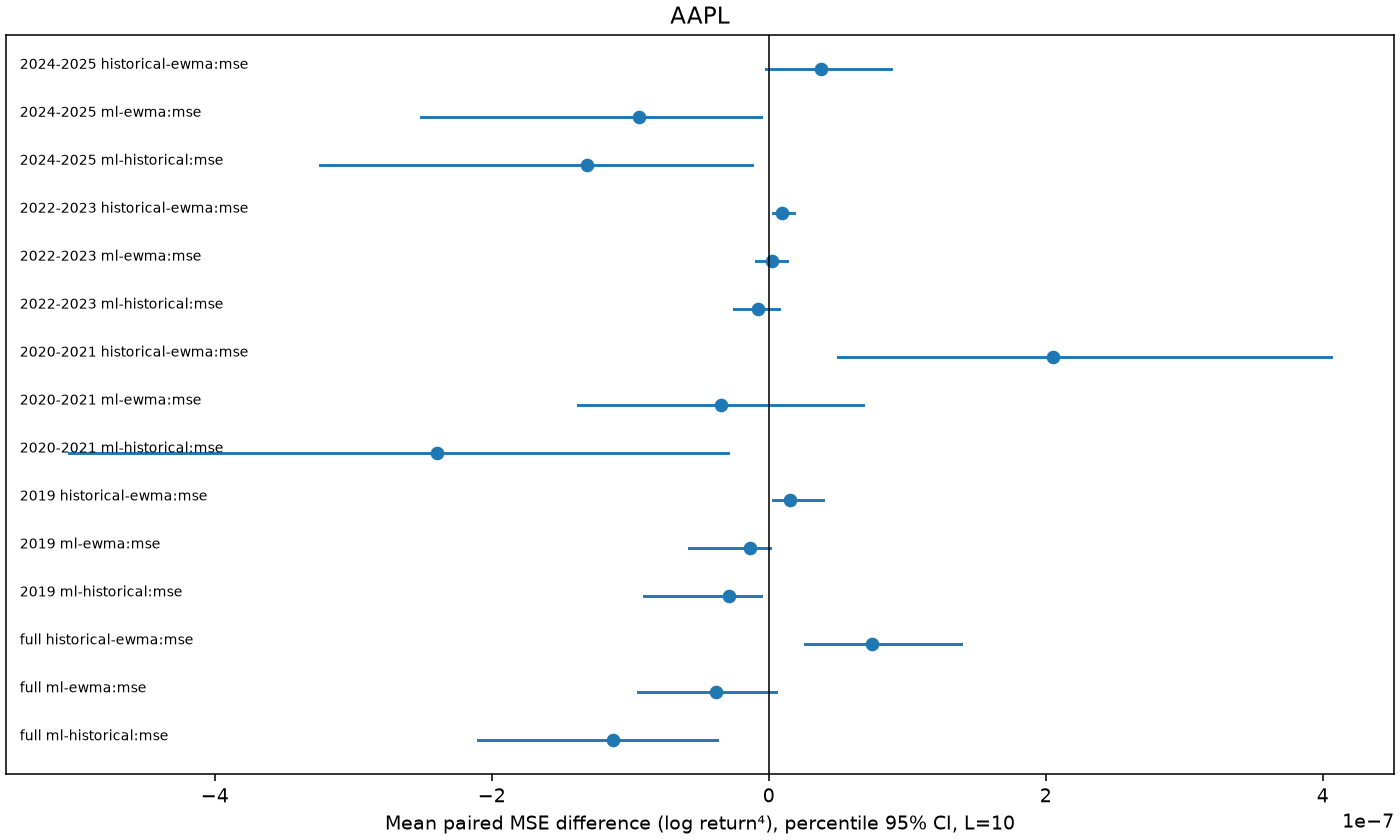 AAPL
2024-2025 historical-ewma:mse
2024-2025 ml-ewma:mse
2024-2025 ml-historical:mse
2022-2023 historical-ewma:mse
2022-2023 ml-ewma:mse
2022-2023 ml-historical:mse
2020-2021 historical-ewma:mse
2020-2021 ml-ewma:mse
2020-2021 ml-historical:mse
2019 historical-ewma:mse
2019 ml-ewma:mse
2019 ml-historical:mse
full historical-ewma:mse
full ml-ewma:mse
full ml-historical:mse
−4 −2 0 2 4
Mean paired MSE difference (log return⁴), percentile 95% CI, L=10
1e−7